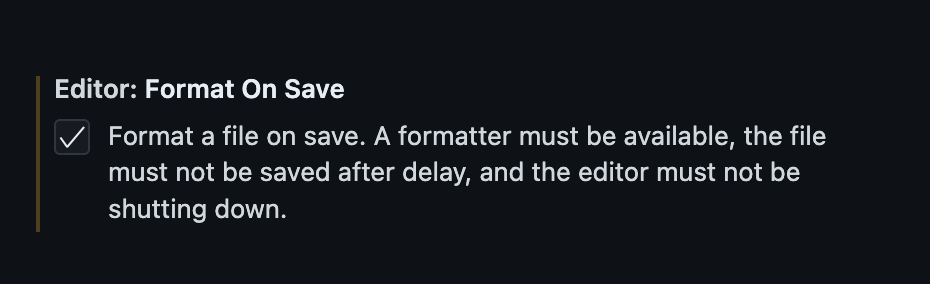 Editor: Format On Save
Format a file on save. A formatter must be available, the file
must not be saved after delay, and the editor must not be
shutting down.